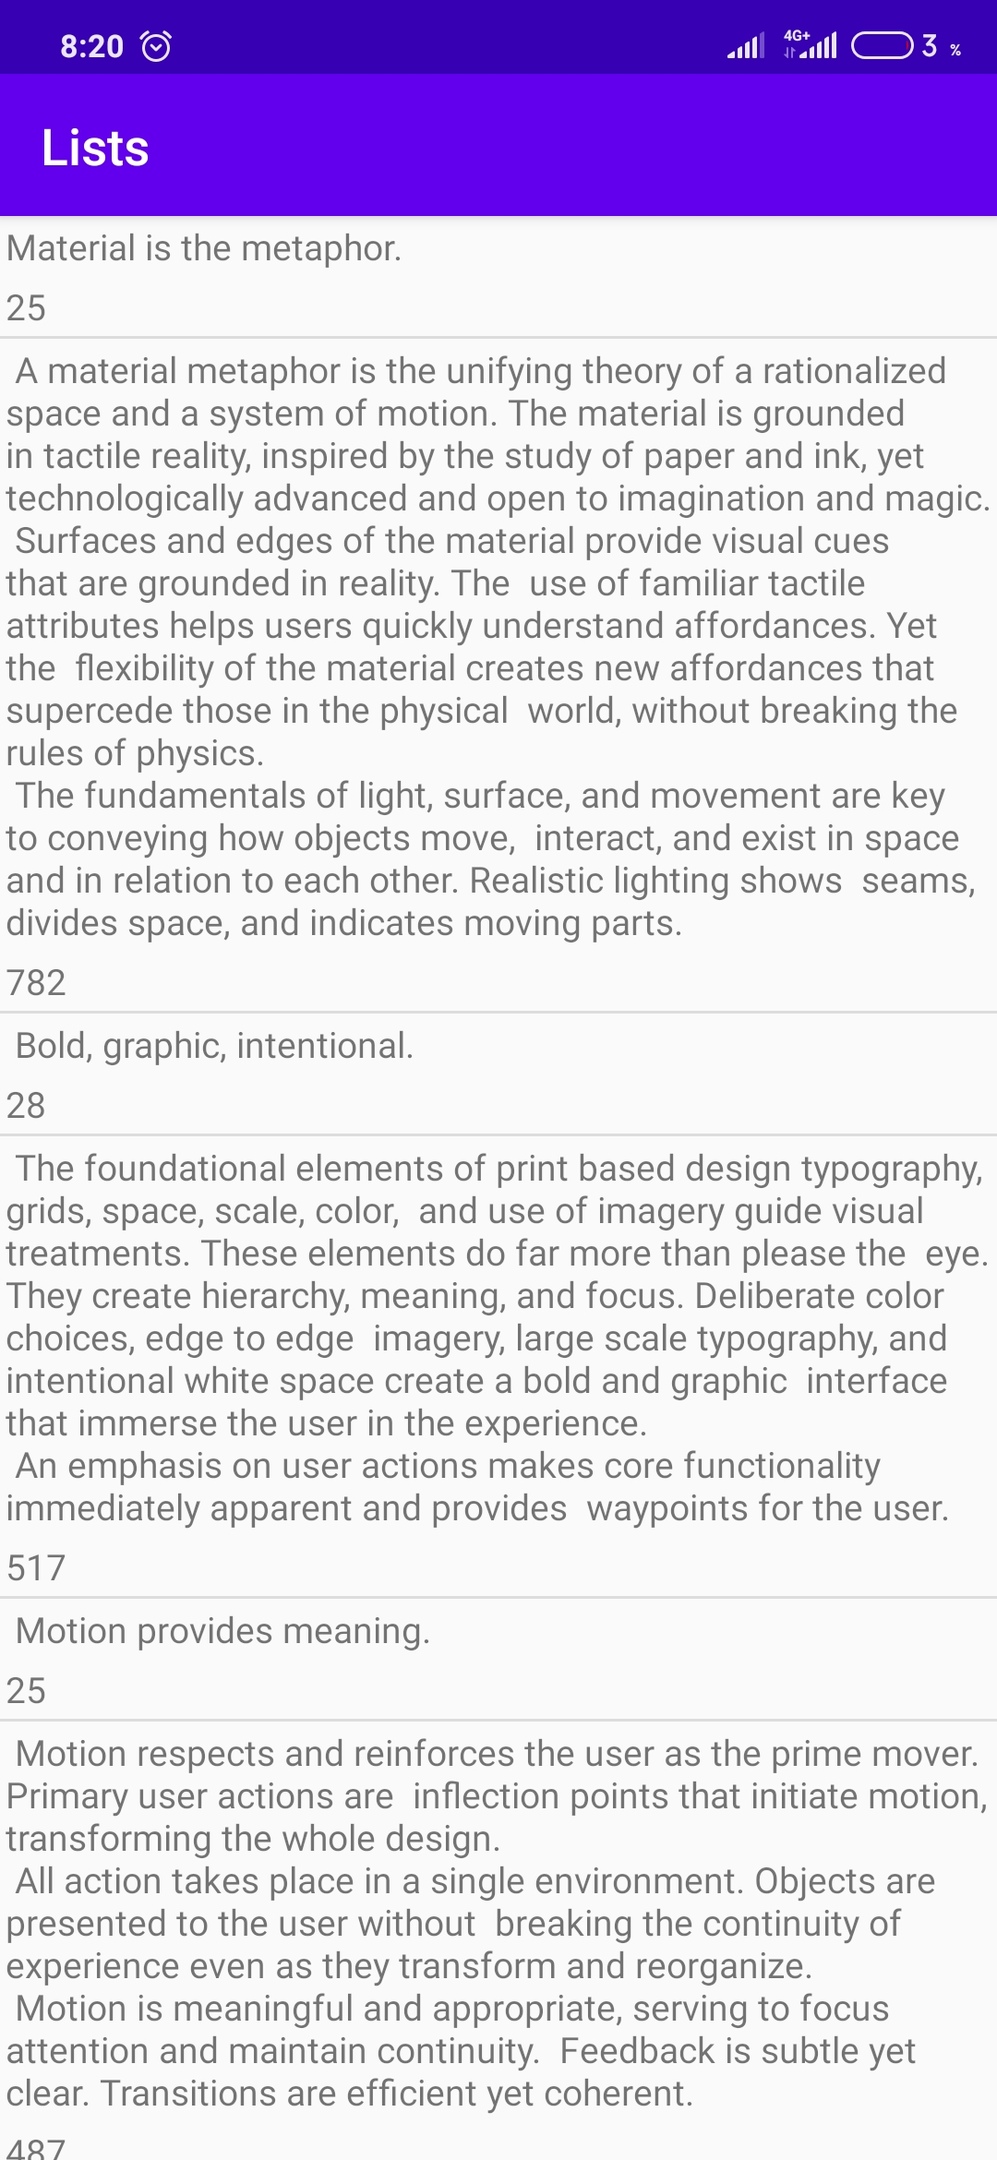 8:20 4G+ 3 %
Lists
Material is the metaphor.
25
A material metaphor is the unifying theory of a rationalized
space and a system of motion. The material is grounded
in tactile reality, inspired by the study of paper and ink, yet
technologically advanced and open to imagination and magic.
Surfaces and edges of the material provide visual cues
that are grounded in reality. The  use of familiar tactile
attributes helps users quickly understand affordances. Yet
the  flexibility of the material creates new affordances that
supercede those in the physical  world, without breaking the
rules of physics.
The fundamentals of light, surface, and movement are key
to conveying how objects move,  interact, and exist in space
and in relation to each other. Realistic lighting shows  seams,
divides space, and indicates moving parts.
782
Bold, graphic, intentional.
28
The foundational elements of print based design typography,
grids, space, scale, color,  and use of imagery guide visual
treatments. These elements do far more than please the  eye.
They create hierarchy, meaning, and focus. Deliberate color
choices, edge to edge  imagery, large scale typography, and
intentional white space create a bold and graphic  interface
that immerse the user in the experience.
An emphasis on user actions makes core functionality
immediately apparent and provides  waypoints for the user.
517
Motion provides meaning.
25
Motion respects and reinforces the user as the prime mover.
Primary user actions are  inflection points that initiate motion,
transforming the whole design.
All action takes place in a single environment. Objects are
presented to the user without  breaking the continuity of
experience even as they transform and reorganize.
Motion is meaningful and appropriate, serving to focus
attention and maintain continuity.  Feedback is subtle yet
clear. Transitions are efficient yet coherent.
487